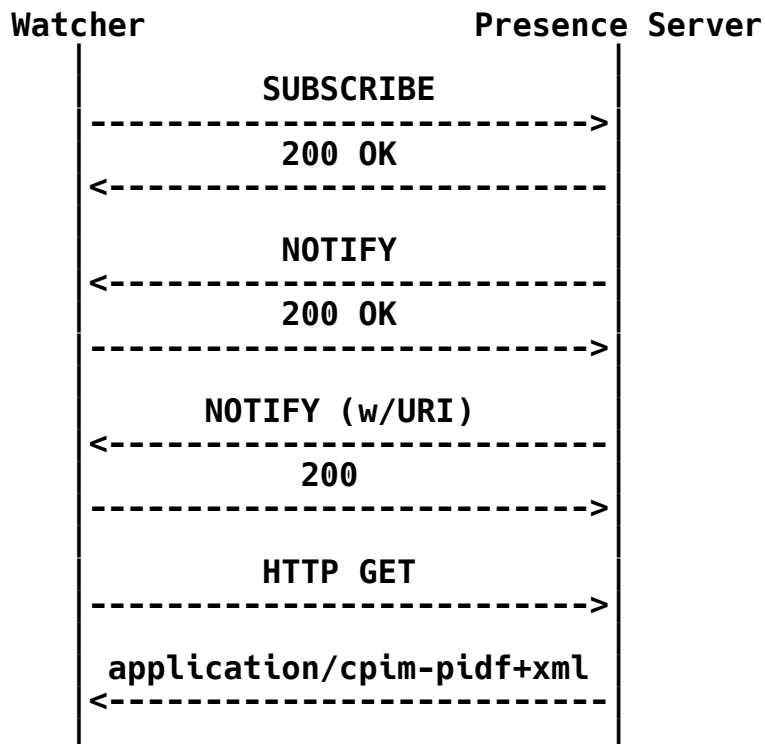 Watcher Presence Server
SUBSCRIBE
-------------------------->
200 OK
<--------------------------
NOTIFY
<--------------------------
200 OK
-------------------------->
NOTIFY (w/URI)
<--------------------------
200
-------------------------->
HTTP GET
-------------------------->
application/cpim-pidf+xml
<--------------------------